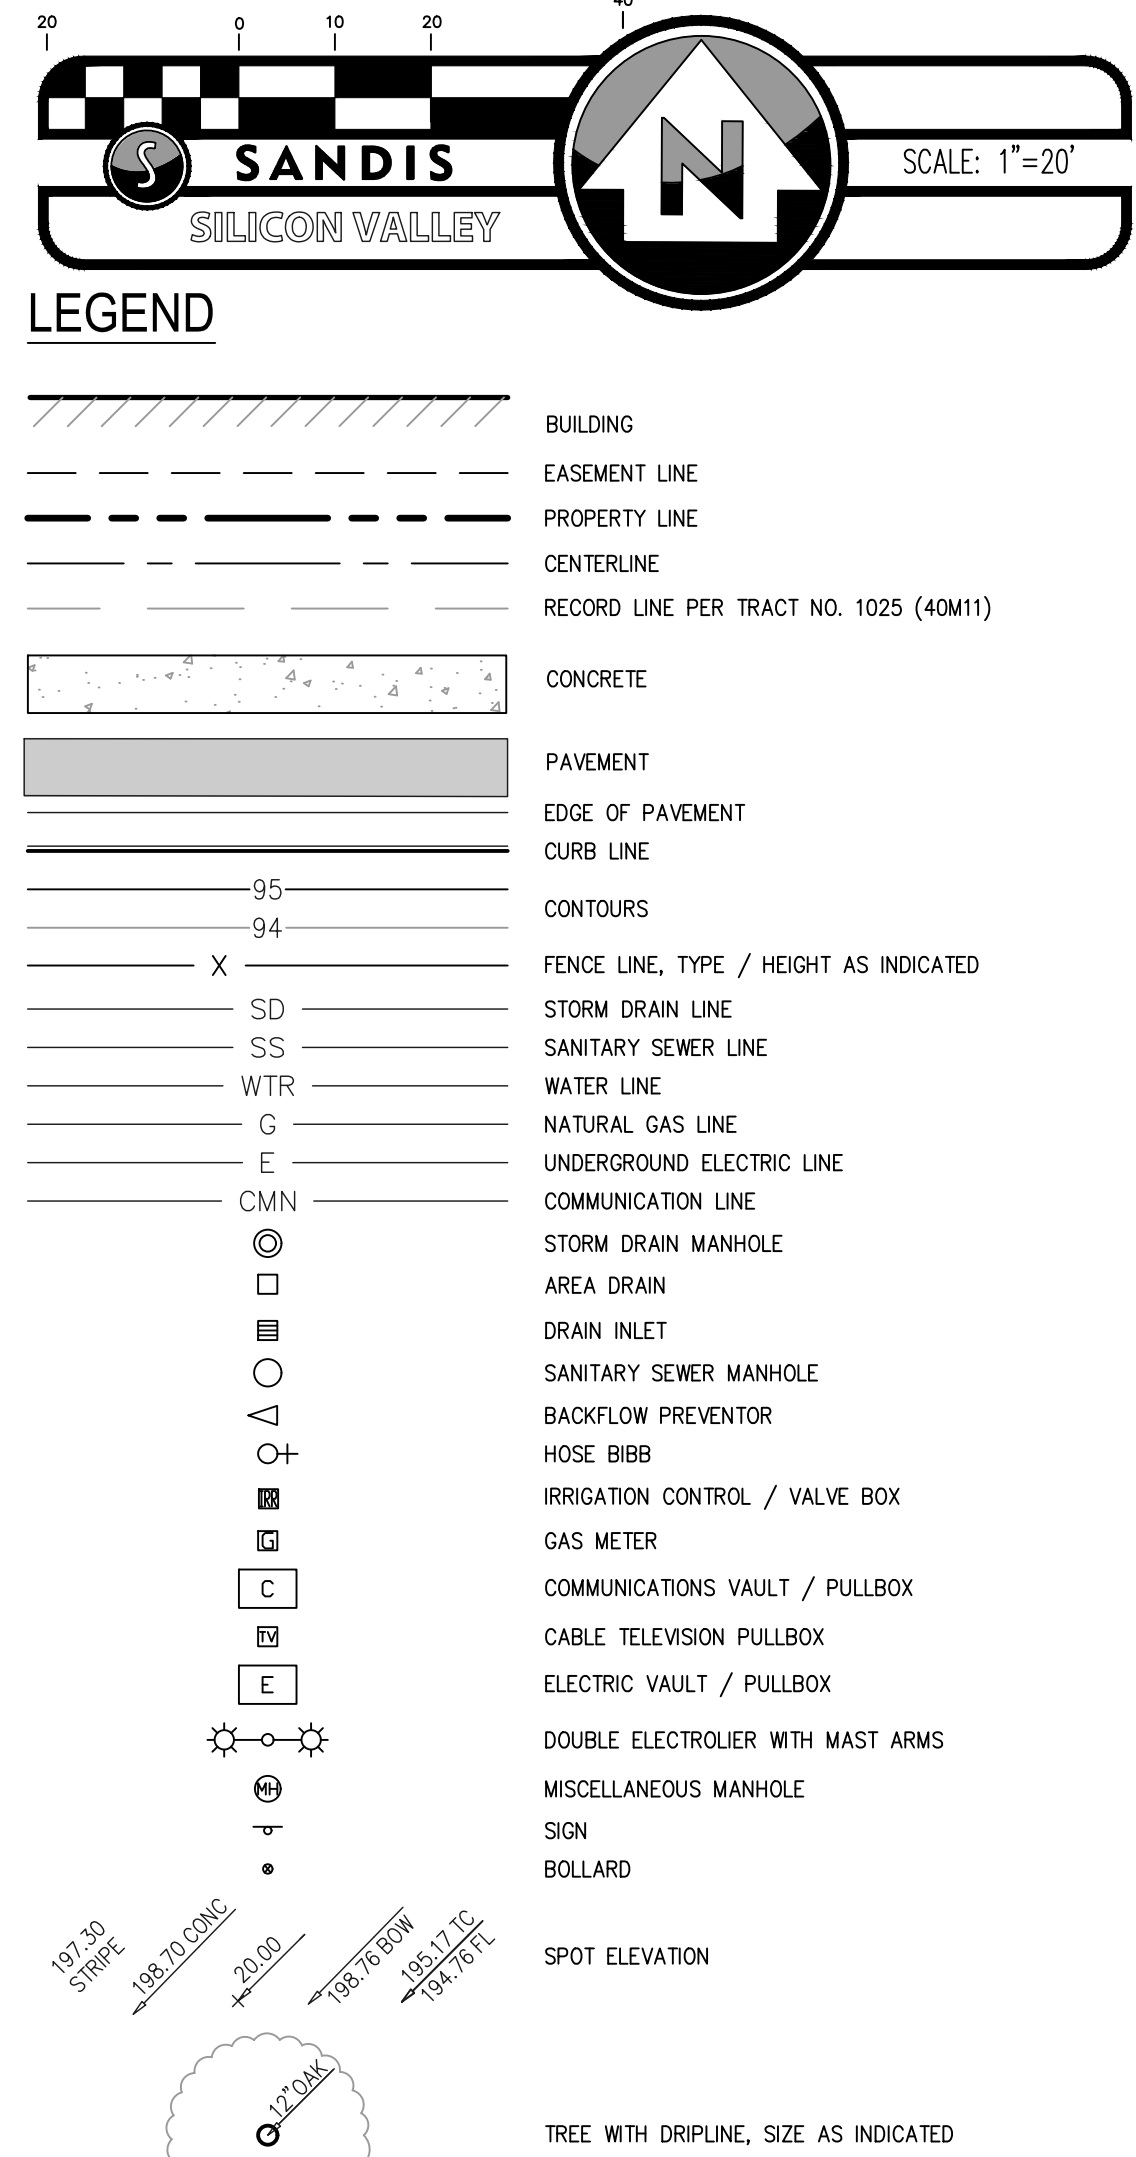 20 0 10 20 40
SANDIS
SILICON VALLEY
S
N
SCALE: 1"=20'
LEGEND
BUILDING
EASEMENT LINE
PROPERTY LINE
CENTERLINE
RECORD LINE PER TRACT NO. 1025 (40M11)
CONCRETE
PAVEMENT
EDGE OF PAVEMENT
CURB LINE
95
94
CONTOURS
X FENCE LINE, TYPE / HEIGHT AS INDICATED
SD STORM DRAIN LINE
SS SANITARY SEWER LINE
WTR WATER LINE
G NATURAL GAS LINE
E UNDERGROUND ELECTRIC LINE
CMN COMMUNICATION LINE
STORM DRAIN MANHOLE
AREA DRAIN
DRAIN INLET
SANITARY SEWER MANHOLE
BACKFLOW PREVENTOR
HOSE BIBB
IRR IRRIGATION CONTROL / VALVE BOX
G GAS METER
C COMMUNICATIONS VAULT / PULLBOX
TV CABLE TELEVISION PULLBOX
E ELECTRIC VAULT / PULLBOX
DOUBLE ELECTROLIER WITH MAST ARMS
MH MISCELLANEOUS MANHOLE
SIGN
BOLLARD
197.30
STRIPE
198.70 CONC
20.00
198.76 BOW
195.17 TC
194.76 FL
SPOT ELEVATION
12"OAK
TREE WITH DRIPLINE, SIZE AS INDICATED